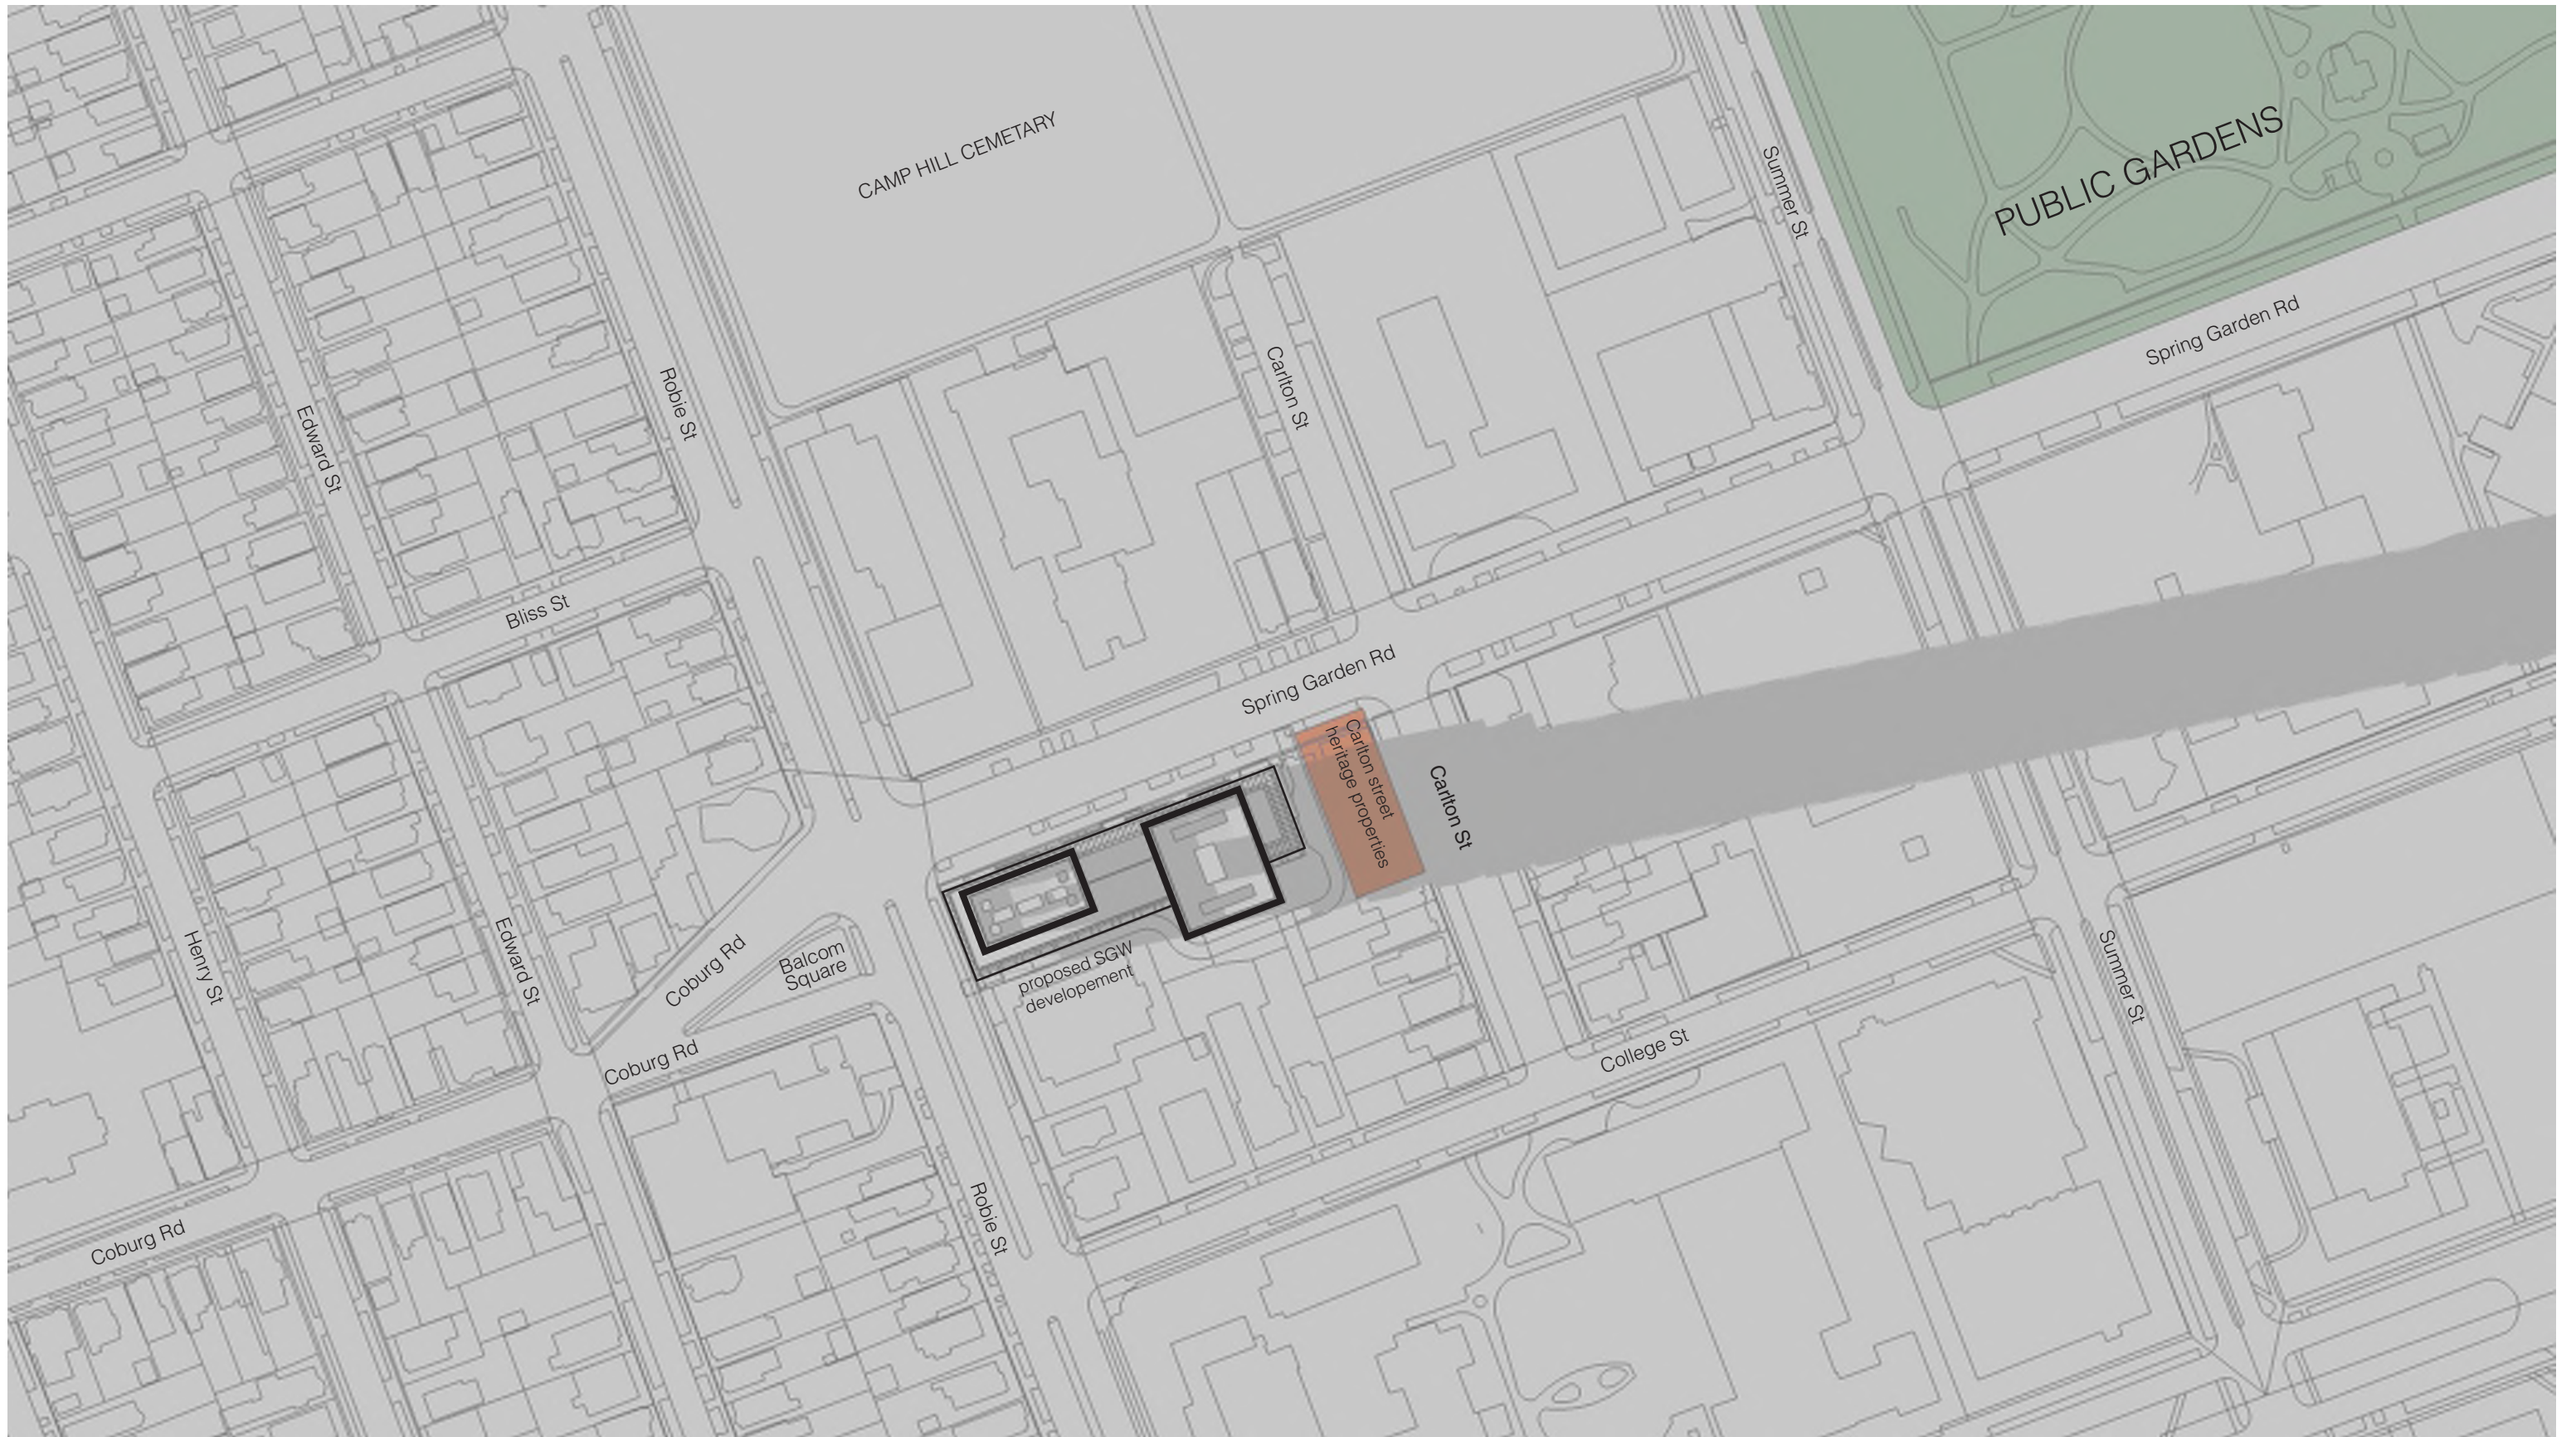 CAMP HILL CEMETARY
PUBLIC GARDENS
Summer St
Spring Garden Rd
Carlton St
Robie St
Edward St
Bliss St
Spring Garden Rd
Carlton street
heritage properties
Carlton St
proposed SGW
developement
Balcom
Square
Coburg Rd
Coburg Rd
Henry St
Edward St
Summer St
College St
Robie St
Coburg Rd